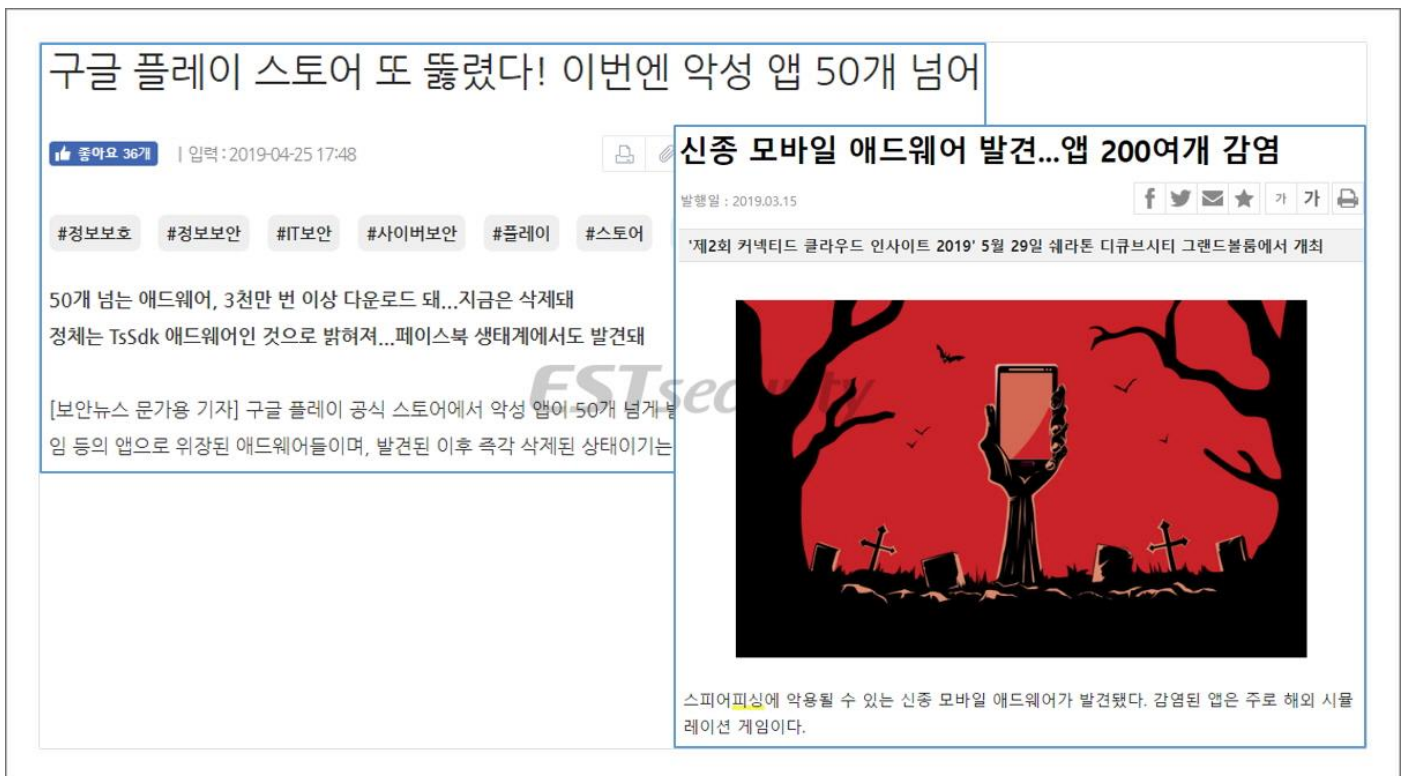 구글 플레이 스토어 또 뚫렸다! 이번엔 악성 앱 50개 넘어
좋아요 36개 | 입력 : 2019-04-25 17:48
#정보보호 #정보보안 #IT보안 #사이버보안 #플레이 #스토어
50개 넘는 애드웨어, 3천만 번 이상 다운로드 돼...지금은 삭제돼
정체는 TsSdk 애드웨어인 것으로 밝혀져...페이스북 생태계에서도 발견돼
[보안뉴스 문가용 기자] 구글 플레이 공식 스토어에서 악성 앱이 50개 넘게
임 등의 앱으로 위장된 애드웨어들이며, 발견된 이후 즉각 삭제된 상태이기는
신종 모바일 애드웨어 발견...앱 200여개 감염
발행일 : 2019.03.15
가 가
'제2회 커넥티드 클라우드 인사이트 2019' 5월 29일 쉐라톤 디큐브시티 그랜드볼룸에서 개최
스피어피싱에 악용될 수 있는 신종 모바일 애드웨어가 발견됐다. 감염된 앱은 주로 해외 시뮬
레이션 게임이다.
ESTsecurity